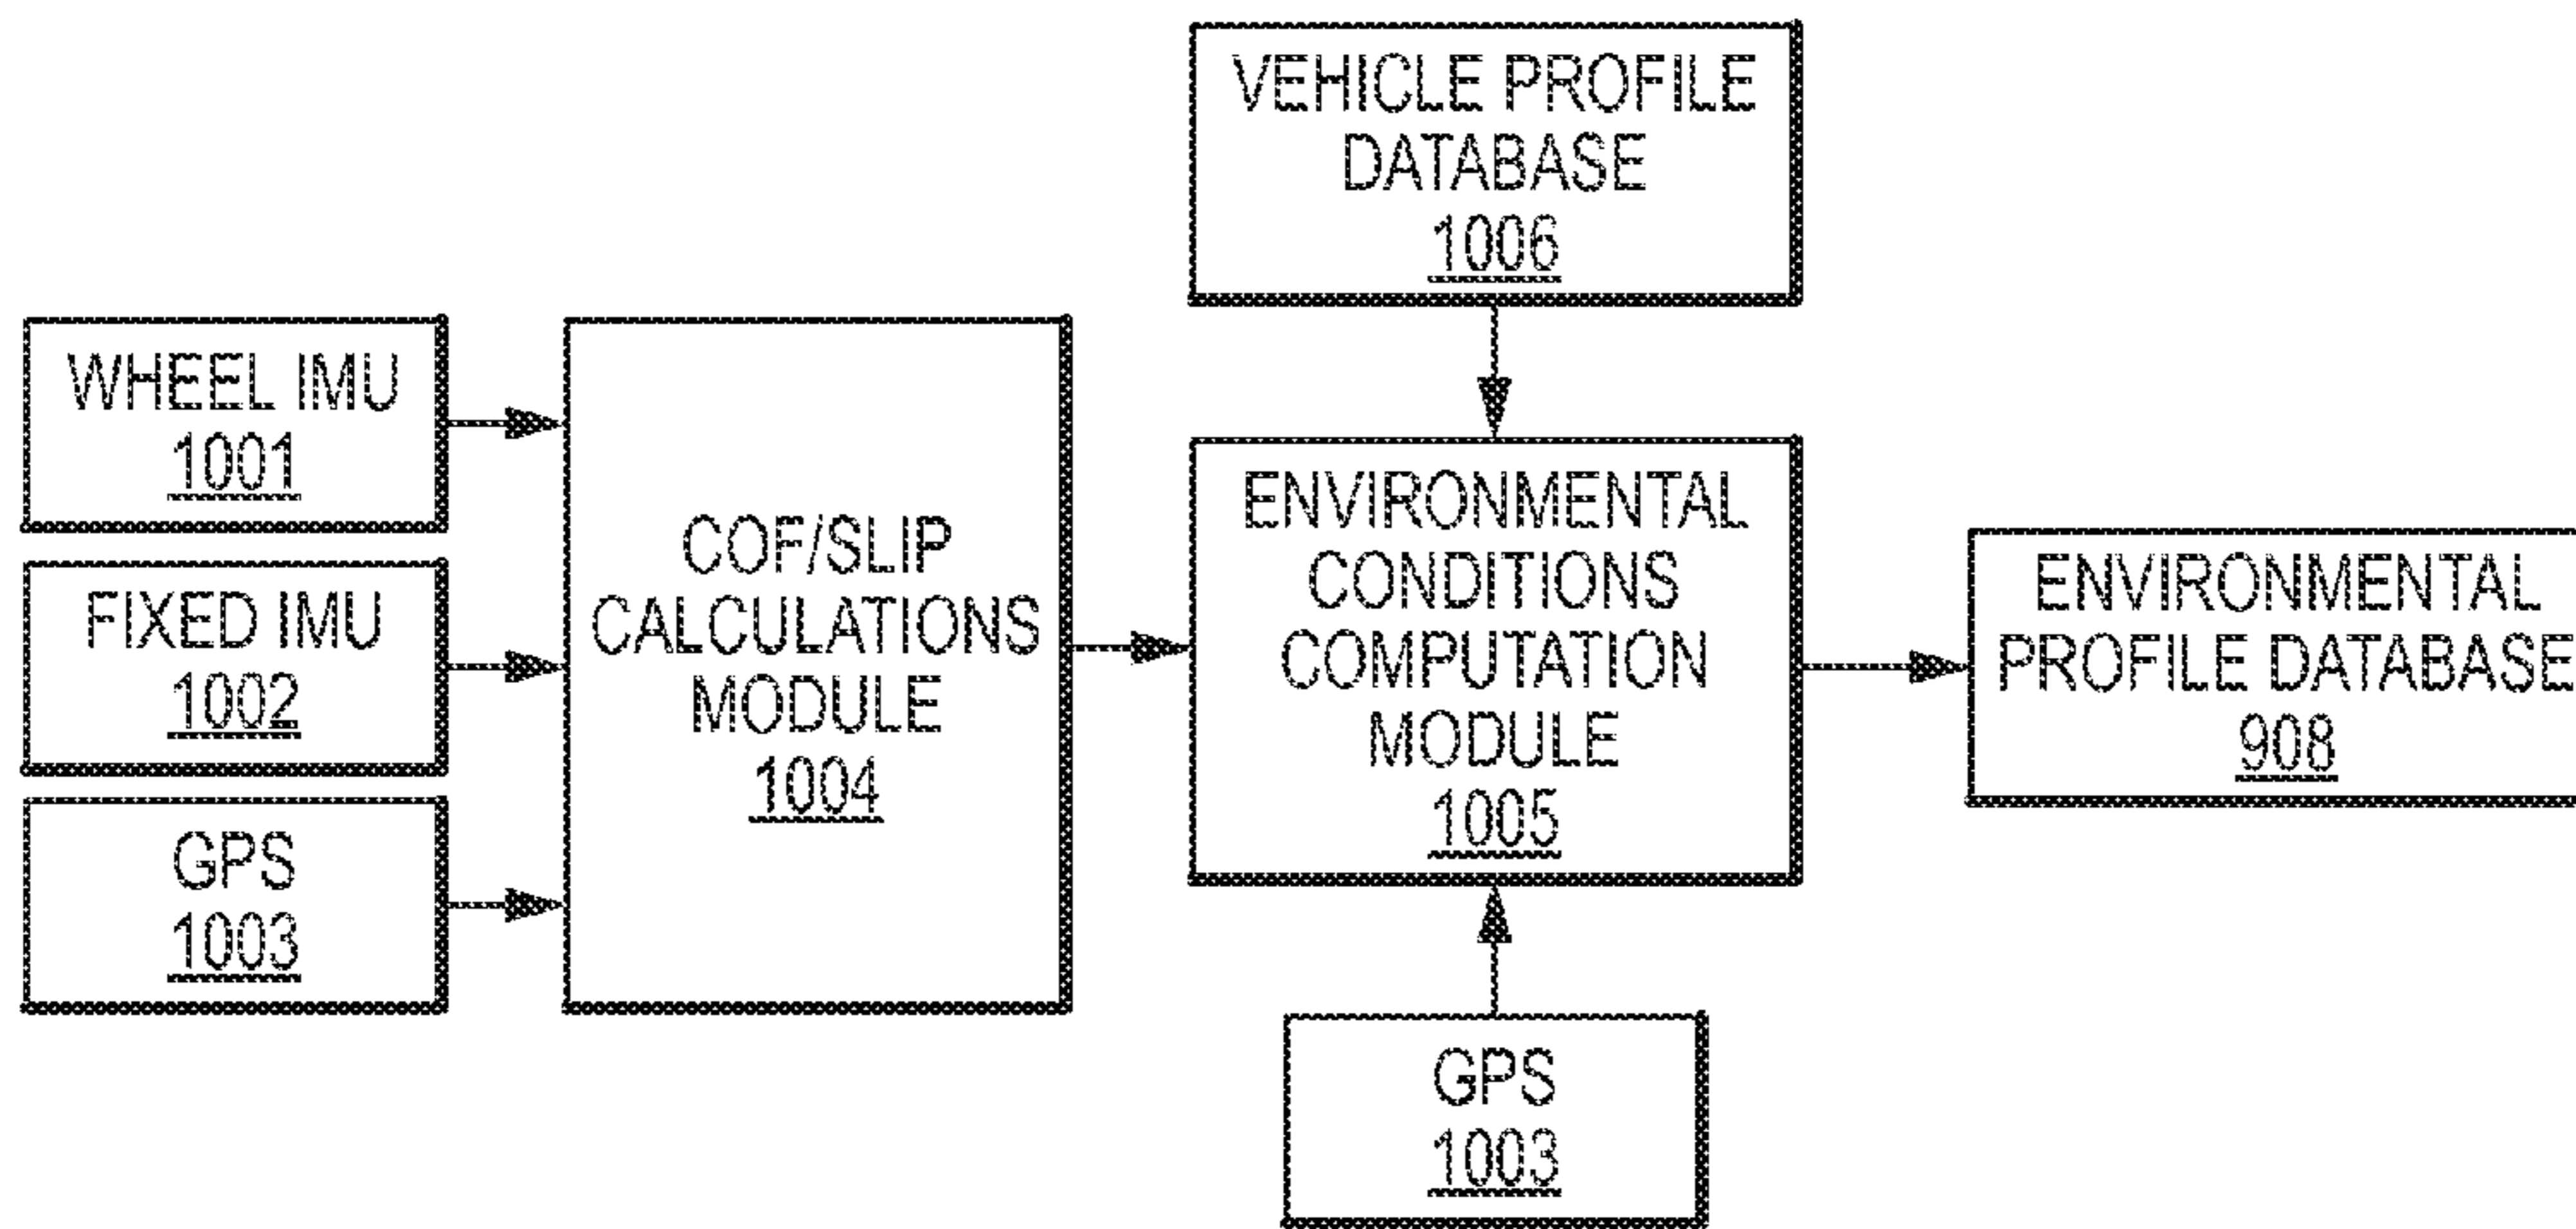 VEHICLE PROFILE
DATABASE
1006
WHEEL IMU
1001
FIXED IMU
1002
GPS
1003
COF/SLIP
CALCULATIONS
MODULE
1004
ENVIRONMENTAL
CONDITIONS
COMPUTATION
MODULE
1005
ENVIRONMENTAL
PROFILE DATABASE
908
GPS
1003